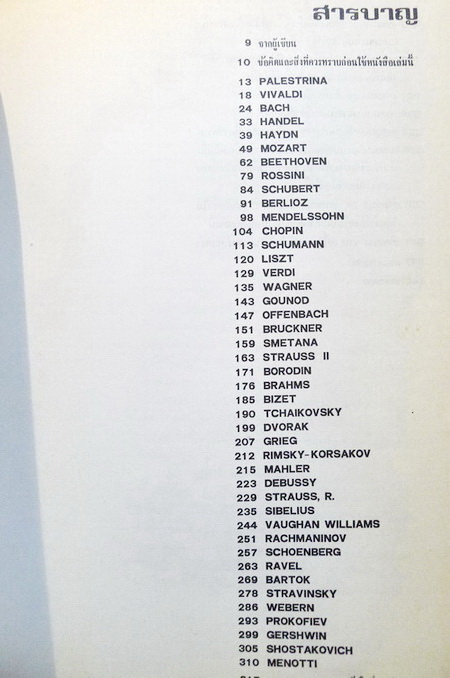 สารบาญ
9 จากผู้เขียน
10 ข้อคิดและสิ่งที่ควรทราบก่อนใช้หนังสือเล่มนี้
13 PALESTRINA
18 VIVALDI
24 BACH
33 HANDEL
39 HAYDN
49 MOZART
62 BEETHOVEN
79 ROSSINI
84 SCHUBERT
91 BERLIOZ
98 MENDELSSOHN
104 CHOPIN
113 SCHUMANN
120 LISZT
129 VERDI
135 WAGNER
143 GOUNOD
147 OFFENBACH
151 BRUCKNER
159 SMETANA
163 STRAUSS II
171 BORODIN
176 BRAHMS
185 BIZET
190 TCHAIKOVSKY
199 DVORAK
207 GRIEG
212 RIMSKY-KORSAKOV
215 MAHLER
223 DEBUSSY
229 STRAUSS, R.
235 SIBELIUS
244 VAUGHAN WILLIAMS
251 RACHMANINOV
257 SCHOENBERG
263 RAVEL
269 BARTOK
278 STRAVINSKY
286 WEBERN
293 PROKOFIEV
299 GERSHWIN
305 SHOSTAKOVICH
310 MENOTTI